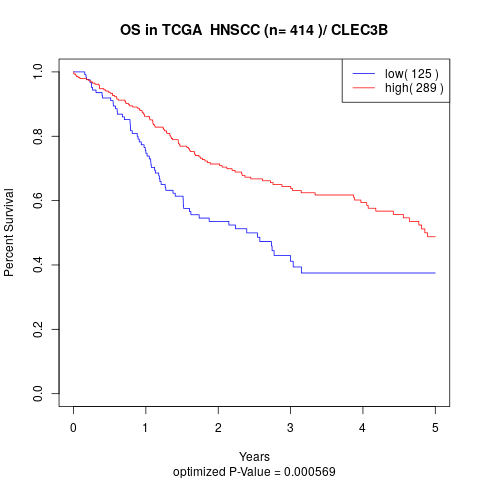 OS in TCGA HNSCC (n= 414 )/ CLEC3B
low( 125 )
high( 289 )
Percent Survival
1.0
0.8
0.6
0.4
0.2
0.0
0 1 2 3 4 5
Years
optimized P-Value = 0.000569